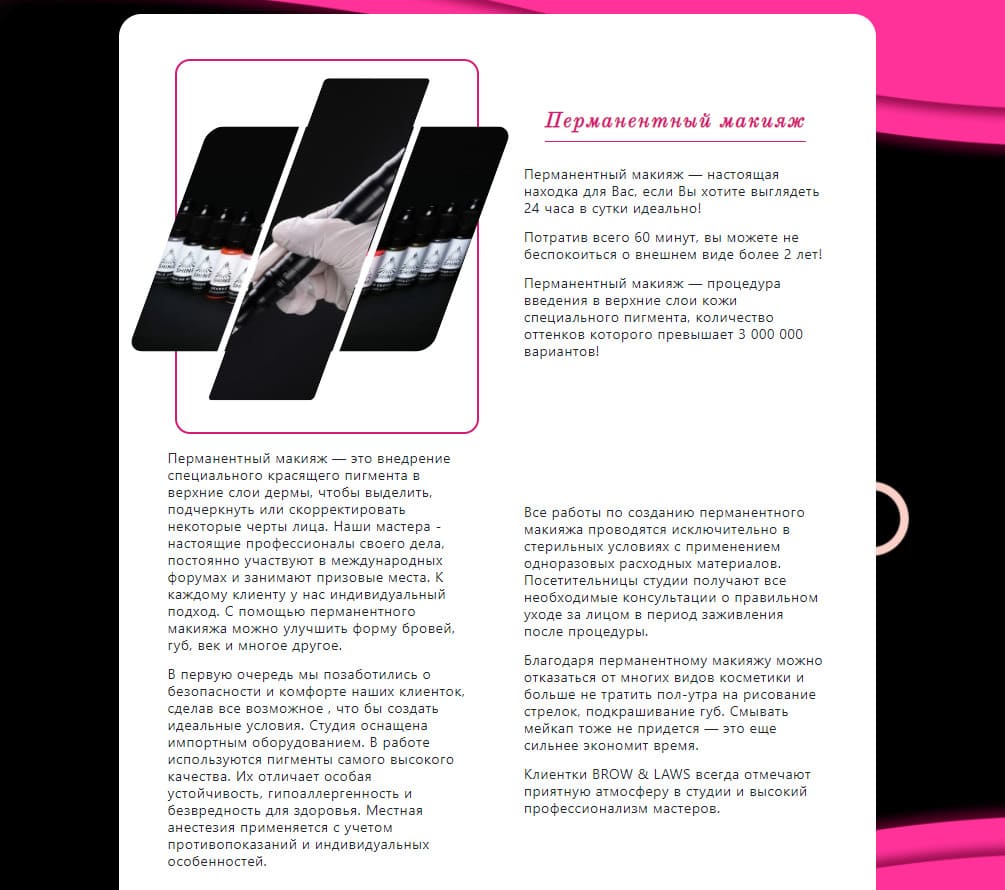 Перманентный макияж
Перманентный макияж — настоящая
находка для Вас, если Вы хотите выглядеть
24 часа в сутки идеально!
Потратив всего 60 минут, вы можете не
беспокоиться о внешнем виде более 2 лет!
Перманентный макияж — процедура
введения в верхние слои кожи
специального пигмента, количество
оттенков которого превышает 3 000 000
вариантов!
Перманентный макияж — это внедрение
специального красящего пигмента в
верхние слои дермы, чтобы выделить,
подчеркнуть или скорректировать
некоторые черты лица. Наши мастера -
настоящие профессионалы своего дела,
постоянно участвуют в международных
форумах и занимают призовые места. К
каждому клиенту у нас индивидуальный
подход. С помощью перманентного
макияжа можно улучшить форму бровей,
губ, век и многое другое.
В первую очередь мы позаботились о
безопасности и комфорте наших клиенток,
сделав все возможное , что бы создать
идеальные условия. Студия оснащена
импортным оборудованием. В работе
используются пигменты самого высокого
качества. Их отличает особая
устойчивость, гипоаллергенность и
безвредность для здоровья. Местная
анестезия применяется с учетом
противопоказаний и индивидуальных
особенностей.
Все работы по созданию перманентного
макияжа проводятся исключительно в
стерильных условиях с применением
одноразовых расходных материалов.
Посетительницы студии получают все
необходимые консультации о правильном
уходе за лицом в период заживления
после процедуры.
Благодаря перманентному макияжу можно
отказаться от многих видов косметики и
больше не тратить пол-утра на рисование
стрелок, подкрашивание губ. Смывать
мейкап тоже не придется — это еще
сильнее экономит время.
Клиентки BROW & LAWS всегда отмечают
приятную атмосферу в студии и высокий
профессионализм мастеров.